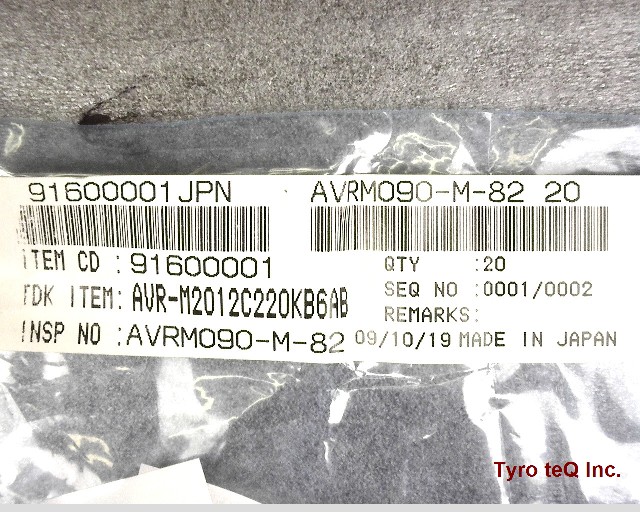 91600001JPN
AVRM090-M-82 20
ITEM CD : 91600001
TDK ITEM: AVR-M2012C220KB6AB
INSP NO : AVRM090-M-82
QTY :20
SEQ NO :0001/0002
REMARKS:
09/10/19 MADE IN JAPAN
Tyro teQ Inc.